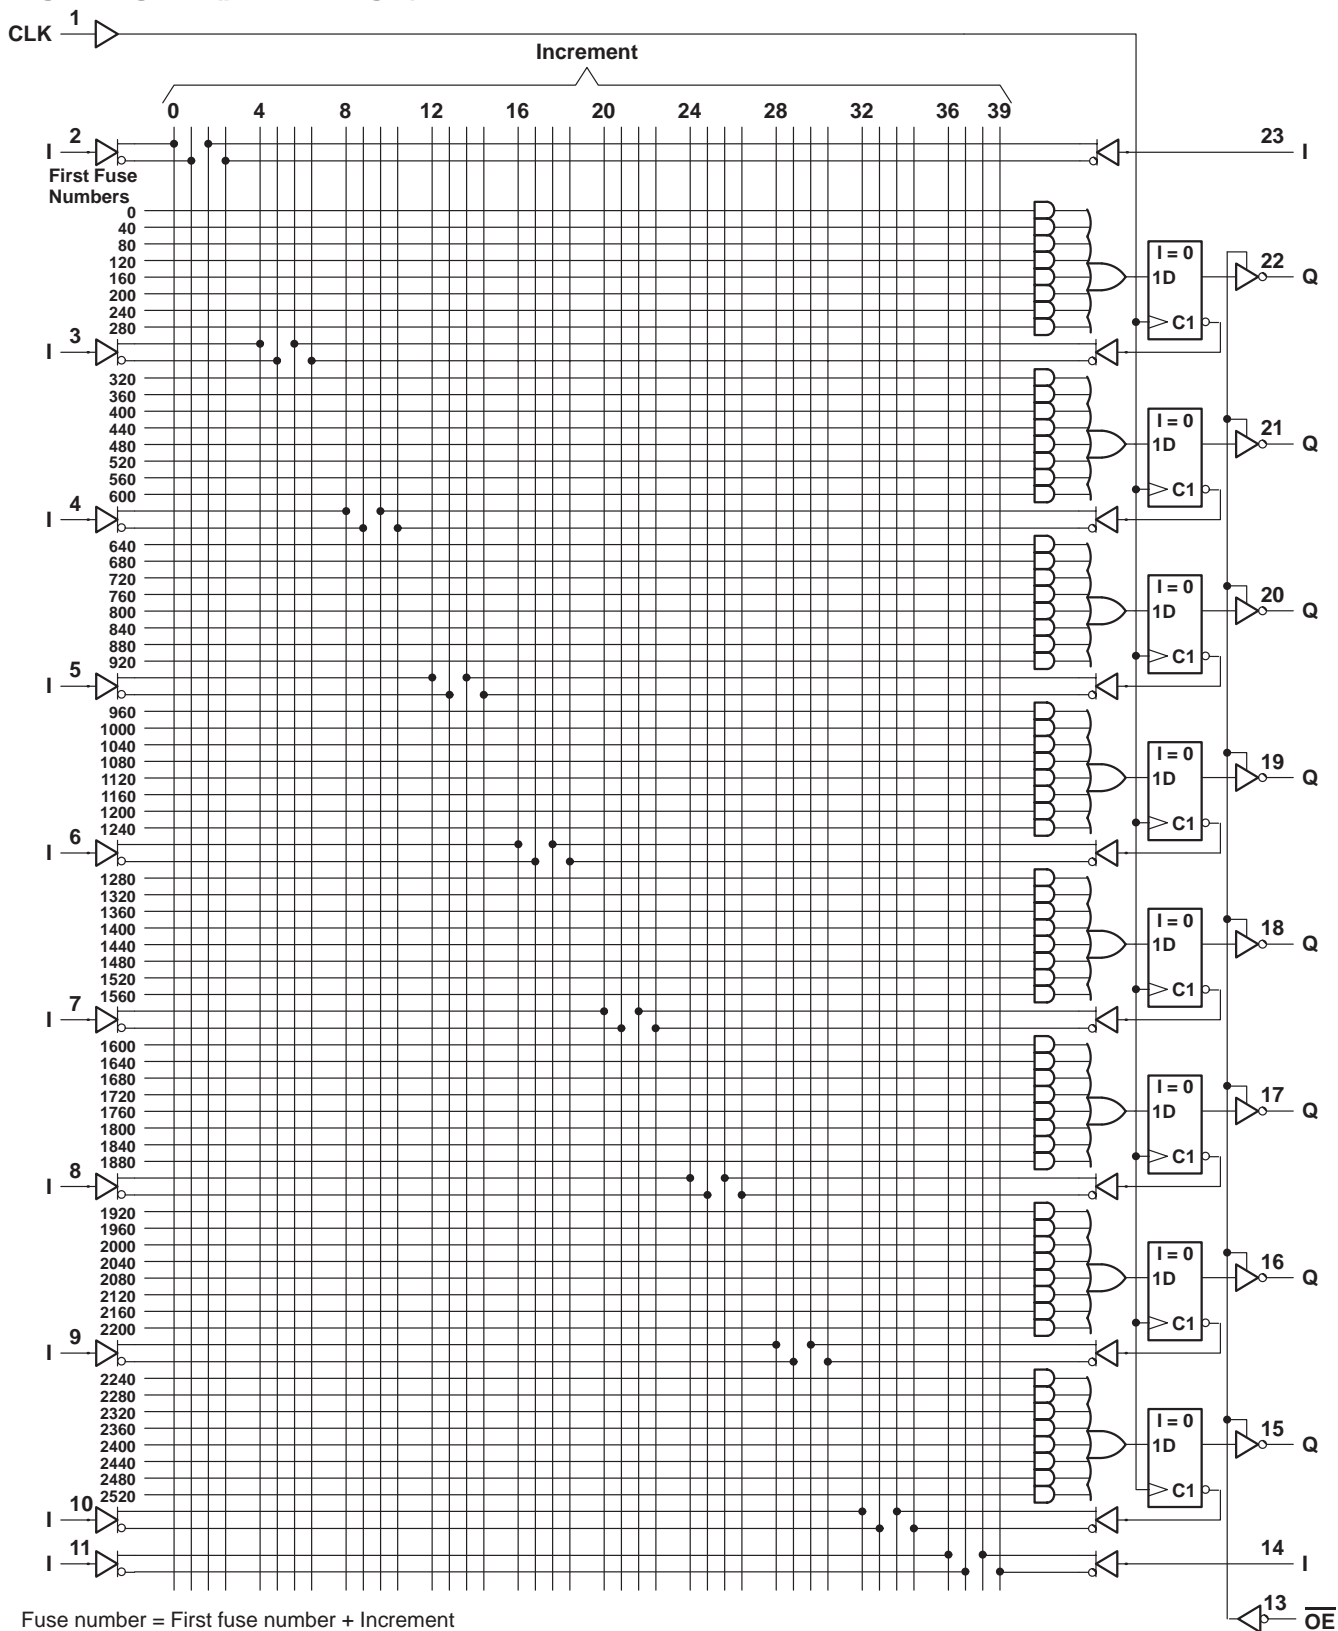 CLK 1
Increment
0 4 8 12 16 20 24 28 32 36 39
I 2 23 I
First Fuse
Numbers
0
40
80
120
160
200
240
280
I = 0
1D
C1
22 Q
I 3
320
360
400
440
480
520
560
600
I = 0
1D
C1
21 Q
I 4
640
680
720
760
800
840
880
920
I = 0
1D
C1
20 Q
I 5
960
1000
1040
1080
1120
1160
1200
1240
I = 0
1D
C1
19 Q
I 6
1280
1320
1360
1400
1440
1480
1520
1560
I = 0
1D
C1
18 Q
I 7
1600
1640
1680
1720
1760
1800
1840
1880
I = 0
1D
C1
17 Q
I 8
1920
1960
2000
2040
2080
2120
2160
2200
I = 0
1D
C1
16 Q
I 9
2240
2280
2320
2360
2400
2440
2480
2520
I = 0
1D
C1
15 Q
I 10
I 11 14 I
13 OE
Fuse number = First fuse number + Increment